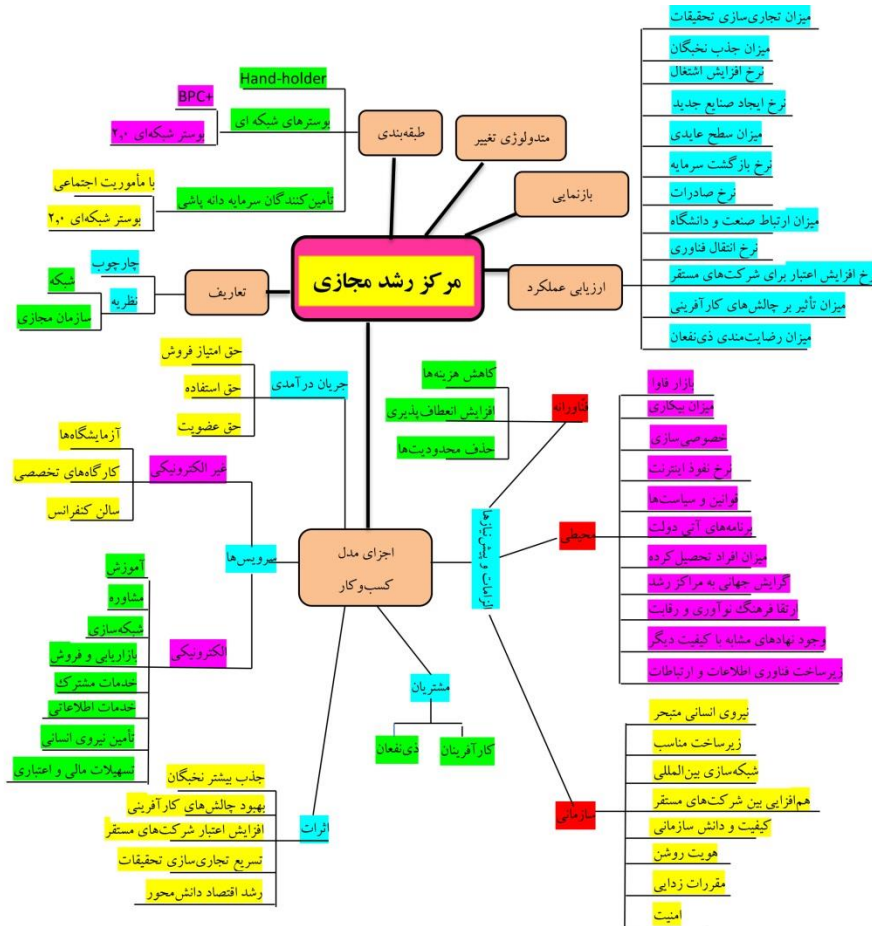 مرکز رشد مجازی
طبقه‌بندی
Hand-holder
بوسترهای شبکه ای
BPC+
بوستر شبکه‌ای ۲,۰
تأمین‌کنندگان سرمایه دانه پاشی
با مأموریت اجتماعی
بوستر شبکه‌ای ۲,۰
متدولوژی تغییر
بازنمایی
ارزیابی عملکرد
میزان تجاری‌سازی تحقیقات
میزان جذب نخبگان
نرخ افزایش اشتغال
نرخ ایجاد صنایع جدید
میزان سطح عایدی
نرخ بازگشت سرمایه
نرخ صادرات
میزان ارتباط صنعت و دانشگاه
نرخ انتقال فناوری
نرخ افزایش اعتبار برای شرکت‌های مستقر
میزان تأثیر بر چالش‌های کارآفرینی
میزان رضایت‌مندی ذی‌نفعان
تعاریف
چارچوب
نظریه
شبکه
سازمان مجازی
اجزای مدل
کسب‌وکار
جریان درآمدی
حق امتیاز فروش
حق استفاده
حق عضویت
سرویس‌ها
غیر الکترونیکی
آزمایشگاه‌ها
کارگاه‌های تخصصی
سالن کنفرانس
الکترونیکی
آموزش
مشاوره
شبکه‌سازی
بازاریابی و فروش
خدمات مشترک
خدمات اطلاعاتی
تأمین نیروی انسانی
تسهیلات مالی و اعتباری
اثرات
جذب بیشتر نخبگان
بهبود چالش‌های کارآفرینی
افزایش اعتبار شرکت‌های مستقر
تسریع تجاری‌سازی تحقیقات
رشد اقتصاد دانش‌محور
مشتریان
کارآفرینان
ذی‌نفعان
الزامات و پیش‌نیازها
فناورانه
کاهش هزینه‌ها
افزایش انعطاف‌پذیری
حذف محدودیت‌ها
محیطی
بازار فاوا
میزان بیکاری
خصوصی‌سازی
نرخ نفوذ اینترنت
قوانین و سیاست‌ها
برنامه‌های آتی دولت
میزان افراد تحصیل‌کرده
گرایش جهانی به مراکز رشد
ارتقا فرهنگ نوآوری و رقابت
وجود نهادهای مشابه با کیفیت دیگر
زیرساخت فناوری اطلاعات و ارتباطات
سازمانی
نیروی انسانی متبحر
زیرساخت مناسب
شبکه‌سازی بین‌المللی
هم‌افزایی بین شرکت‌های مستقر
کیفیت و دانش سازمانی
هویت روشن
مقررات زدایی
امنیت